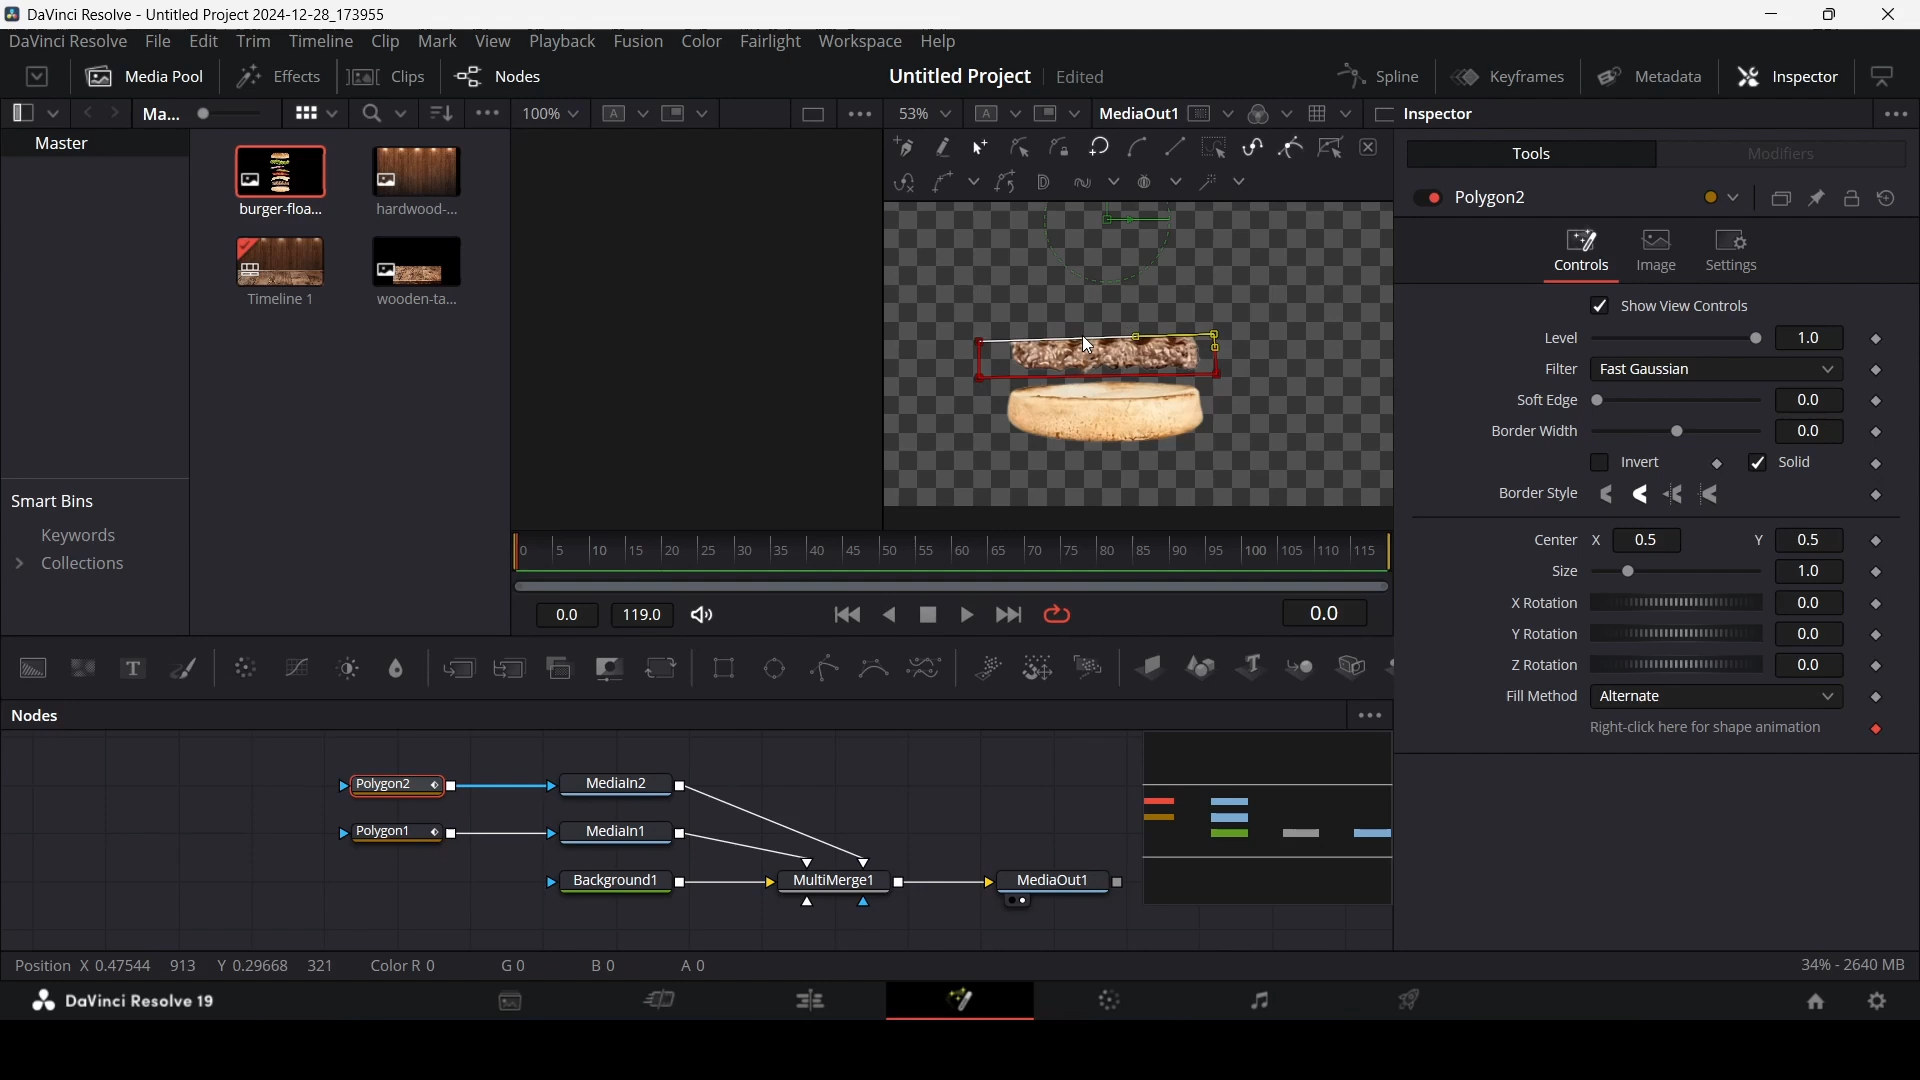 DaVinci Resolve - Untitled Project 2024-12-28_173955
DaVinci Resolve File Edit Trim Timeline Clip Mark View Playback Fusion Color Fairlight Workspace Help
Media Pool Effects Clips Nodes Untitled Project Edited Spline Keyframes Metadata Inspector
Ma... 100% A 53% A MediaOut1 Inspector
Master
burger-floa... hardwood-...
Timeline 1 wooden-ta...
Smart Bins
Keywords
Collections
Tools Modifiers
Polygon2
Controls Image Settings
Show View Controls
Level 1.0
Filter Fast Gaussian
Soft Edge 0.0
Border Width 0.0
Invert Solid
Border Style
Center X 0.5 Y 0.5
Size 1.0
X Rotation 0.0
Y Rotation 0.0
Z Rotation 0.0
Fill Method Alternate
Right-click here for shape animation
0 5 10 15 20 25 30 35 40 45 50 55 60 65 70 75 80 85 90 95 100 105 110 115
0.0 119.0 0.0
Nodes
Polygon2 MediaIn2
Polygon1 MediaIn1
Background1 MultiMerge1 MediaOut1
Position X 0.47544 913 Y 0.29668 321 Color R 0 G 0 B 0 A 0 34% - 2640 MB
DaVinci Resolve 19